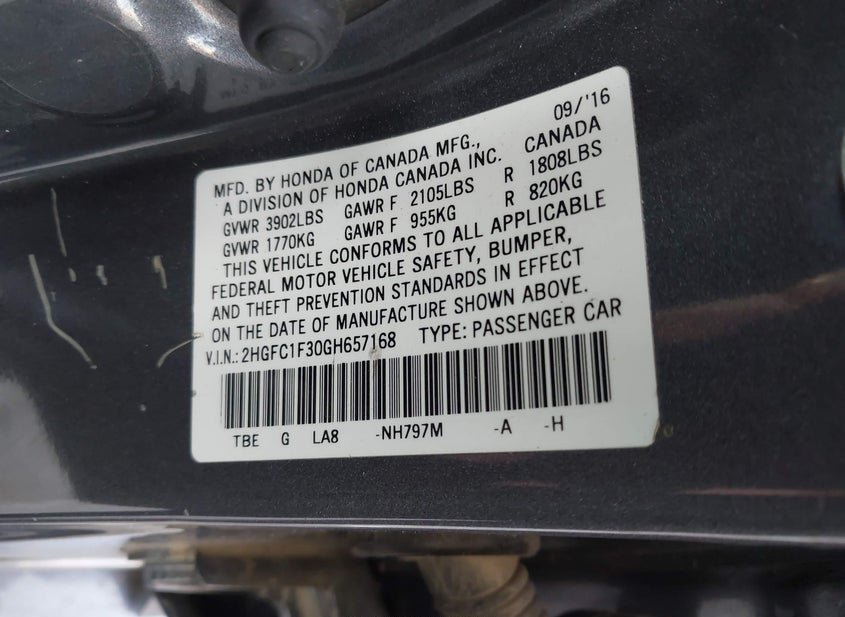 09/'16
MFD. BY HONDA OF CANADA MFG.,
A DIVISION OF HONDA CANADA INC. CANADA
GVWR 3902LBS GAWR F 2105LBS R 1808LBS
GVWR 1770KG GAWR F 955KG R 820KG
THIS VEHICLE CONFORMS TO ALL APPLICABLE
FEDERAL MOTOR VEHICLE SAFETY, BUMPER,
AND THEFT PREVENTION STANDARDS IN EFFECT
ON THE DATE OF MANUFACTURE SHOWN ABOVE.
V.I.N.: 2HGFC1F30GH657168 TYPE: PASSENGER CAR
TBE G LA8 -NH797M -A -H